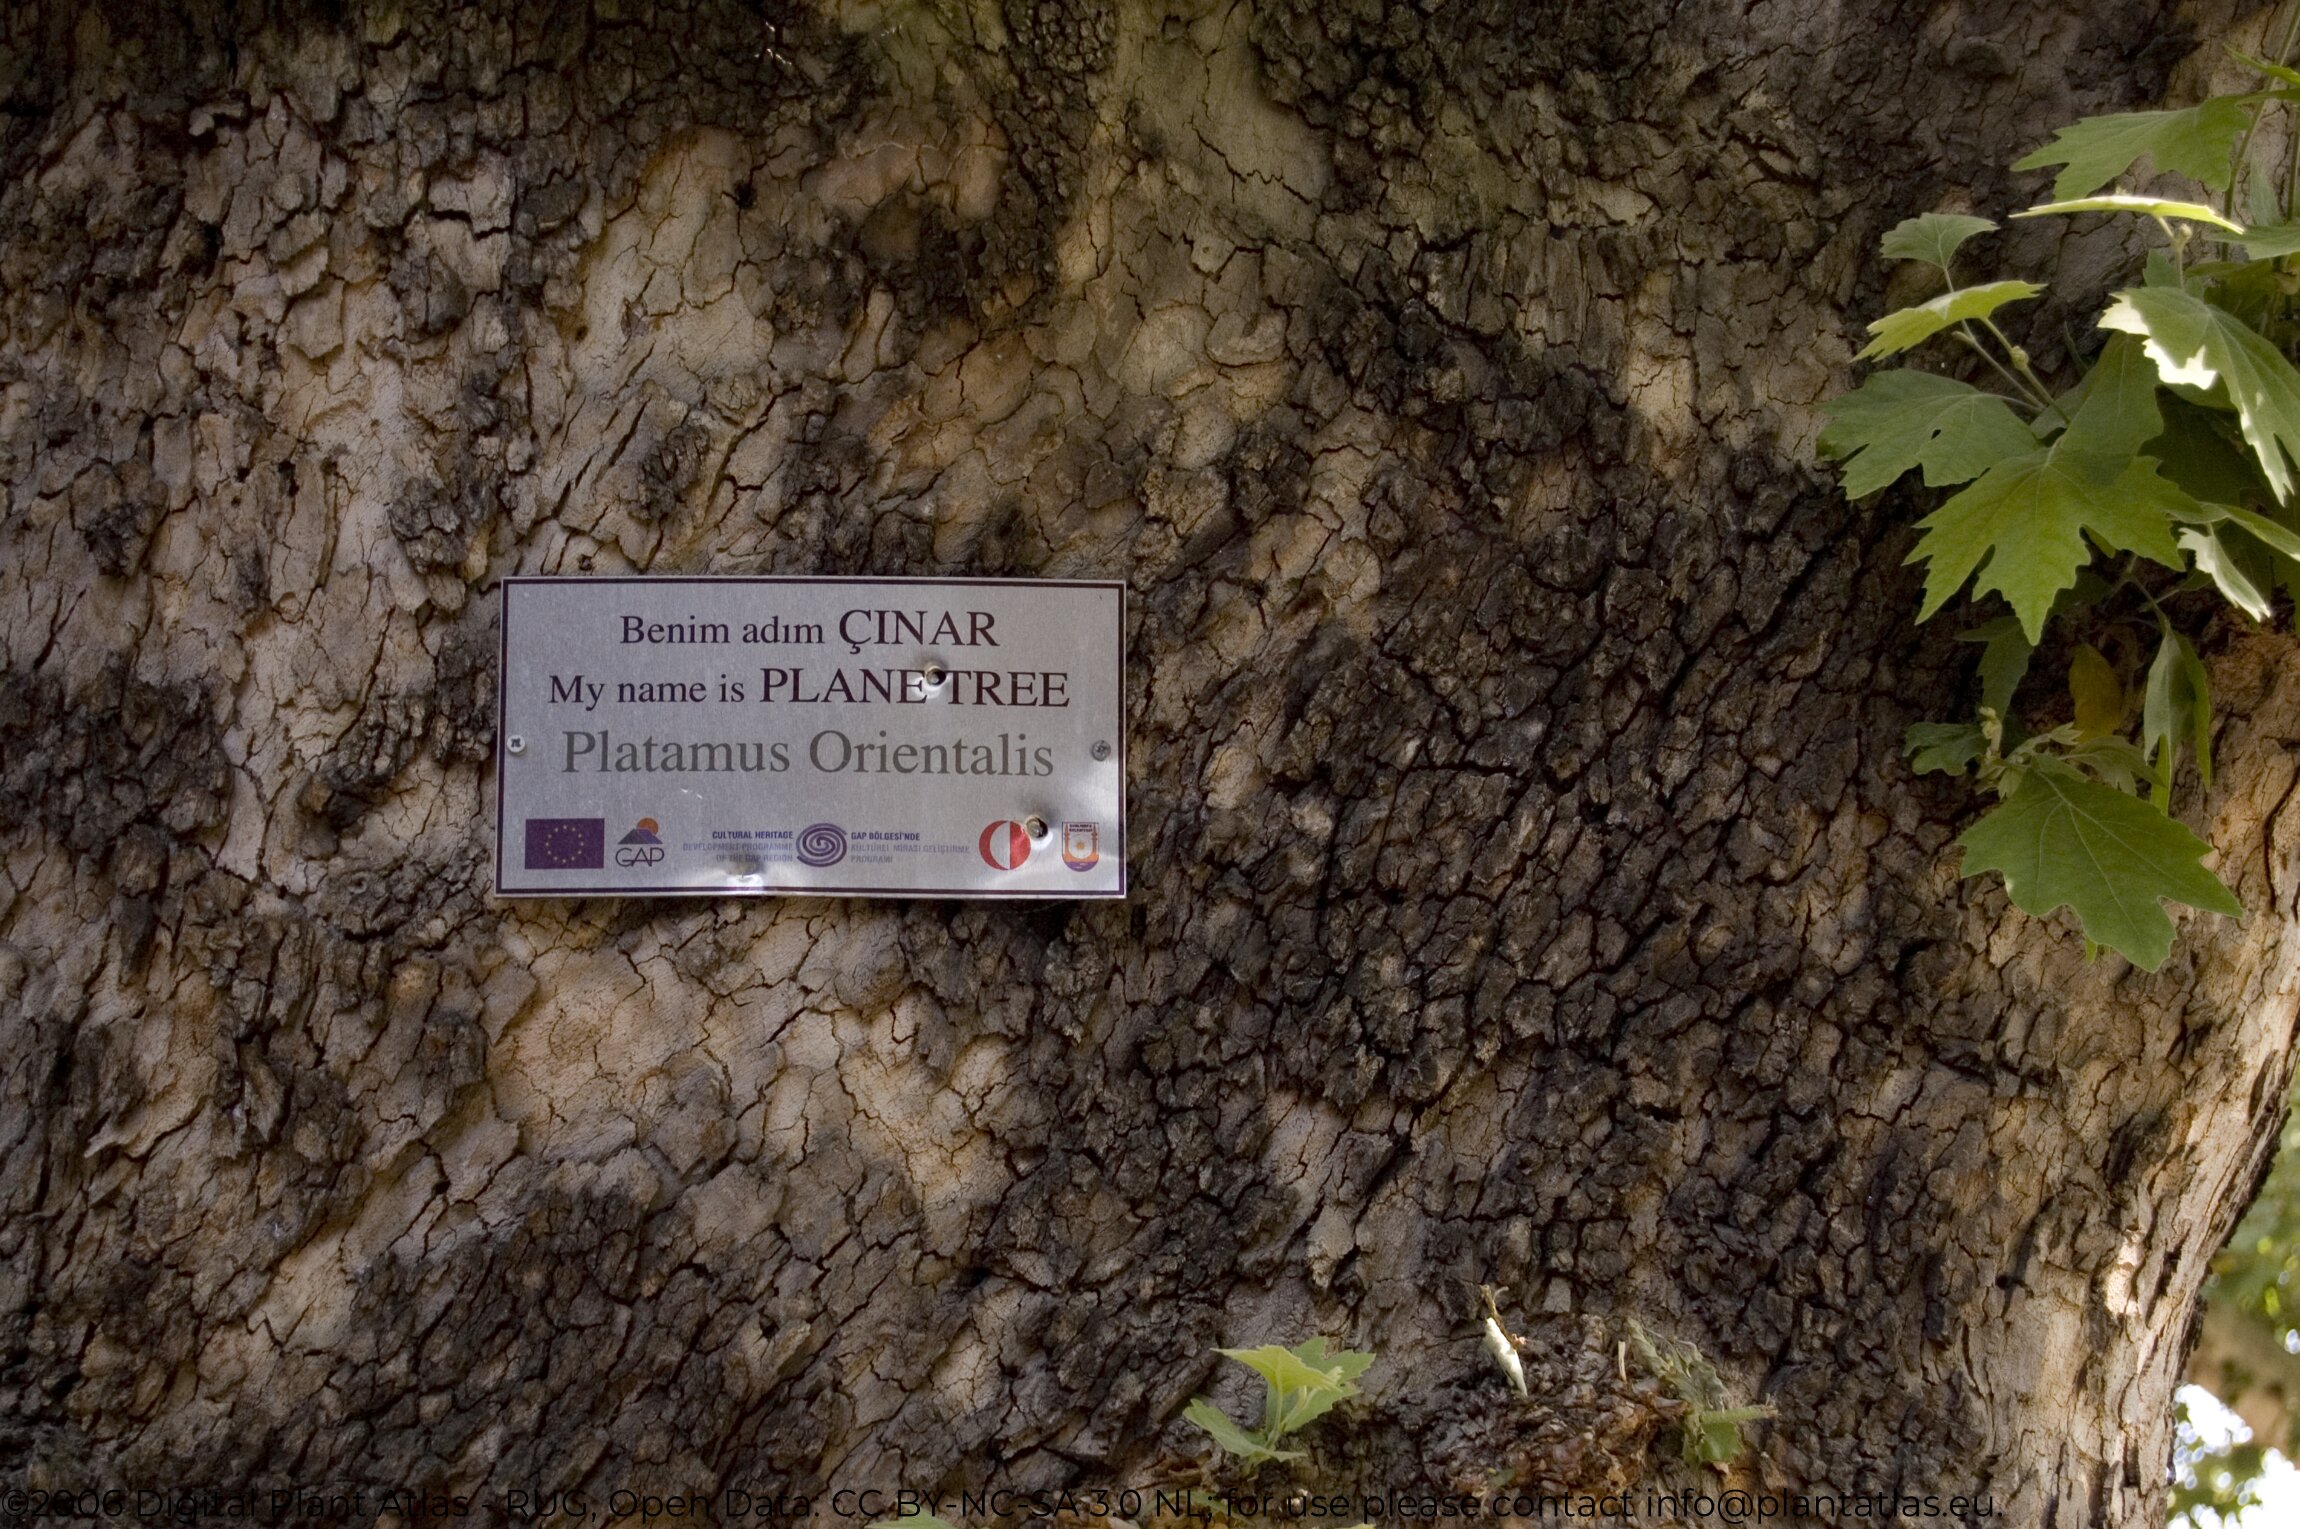 Benim adım ÇINAR
My name is PLANE TREE
Platamus Orientalis
GAP
CULTURAL HERITAGE
DEVELOPMENT PROGRAMME
OF THE GAP REGION
GAP BÖLGESİ'NDE
KÜLTÜREL MİRASI GELİŞTİRME
PROGRAMI
©2006 Digital Plant Atlas - RUG, Open Data: CC BY-NC-SA 3.0 NL; for use please contact info@plantatlas.eu.